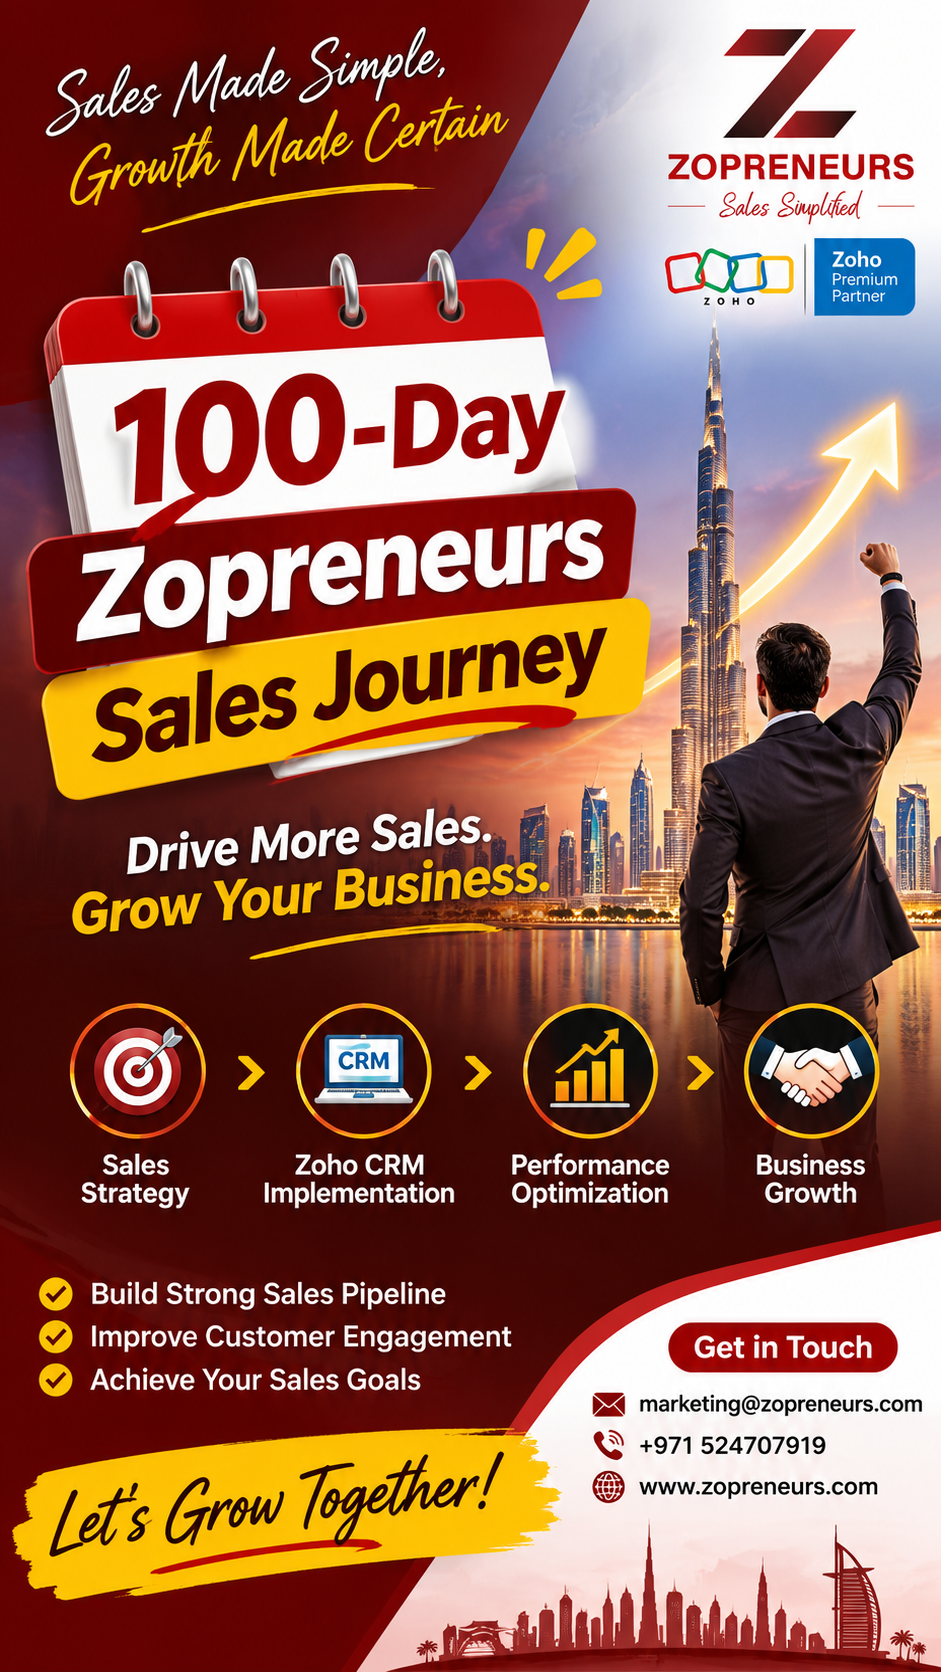 Sales Made Simple,
Growth Made Certain
ZOPRENEURS
Sales Simplified
ZOHO
Zoho
Premium
Partner
100-Day
Zopreneurs
Sales Journey
Drive More Sales.
Grow Your Business.
CRM
Sales
Strategy
Zoho CRM
Implementation
Performance
Optimization
Business
Growth
Build Strong Sales Pipeline
Improve Customer Engagement
Achieve Your Sales Goals
Let's Grow Together!
Get in Touch
marketing@zopreneurs.com
+971 524707919
www.zopreneurs.com